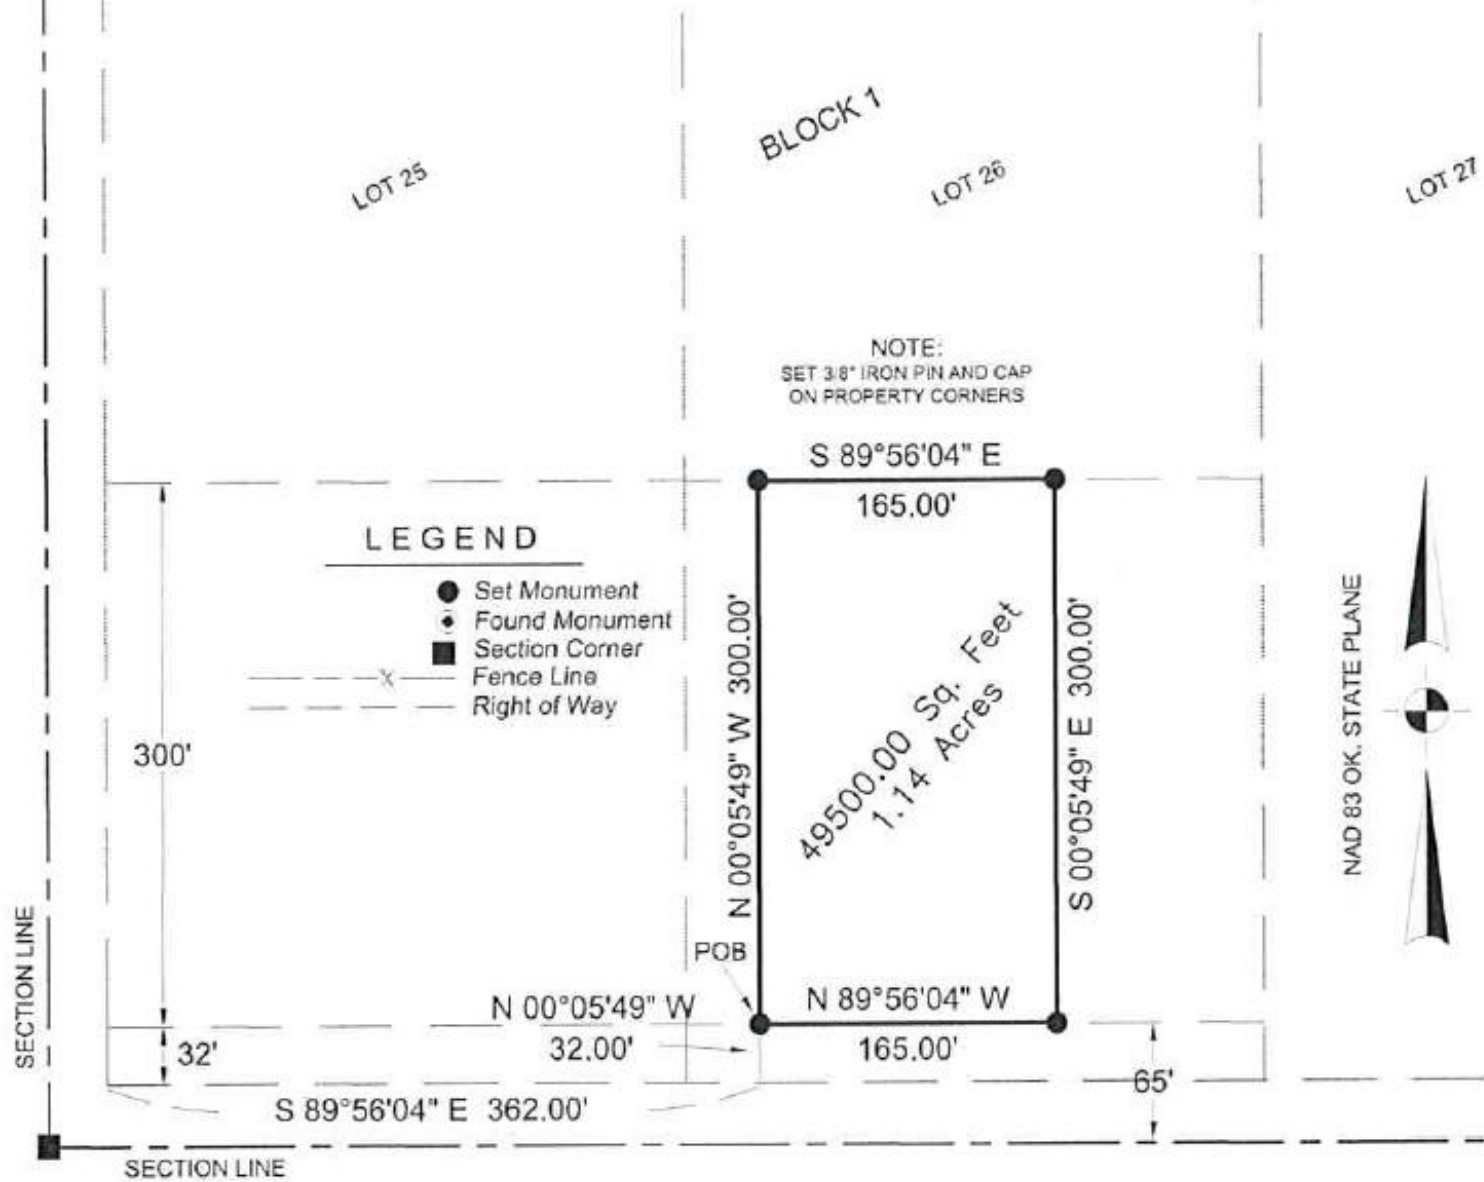 BLOCK 1
LOT 25
LOT 26
LOT 27
NOTE:
SET 3/8" IRON PIN AND CAP
ON PROPERTY CORNERS
S 89°56'04" E
165.00'
LEGEND
Set Monument
Found Monument
Section Corner
X
Fence Line
Right of Way
N 00°05'49" W 300.00'
49500.00 Sq. Feet
1.14 Acres
S 00°05'49" E 300.00'
NAD 83 OK. STATE PLANE
300'
SECTION LINE
POB
N 00°05'49" W
32.00'
N 89°56'04" W
165.00'
32'
65'
S 89°56'04" E 362.00'
SECTION LINE